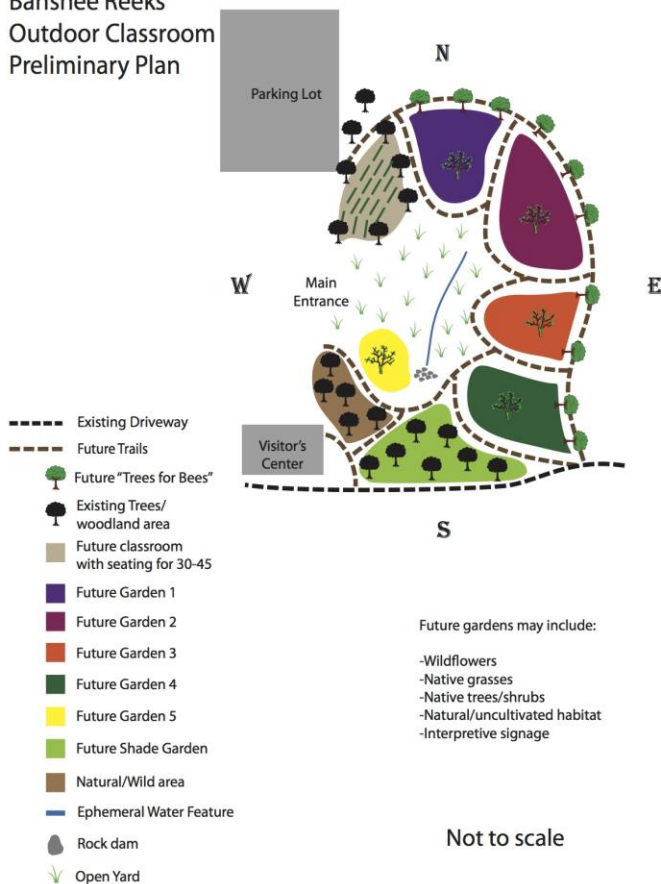 Banshee Reeks
Outdoor Classroom
Preliminary Plan
Parking Lot
N
W
Main
Entrance
E
Visitor's
Center
S
Existing Driveway
Future Trails
Future "Trees for Bees"
Existing Trees/
woodland area
Future classroom
with seating for 30-45
Future Garden 1
Future Garden 2
Future Garden 3
Future Garden 4
Future Garden 5
Future Shade Garden
Natural/Wild area
Ephemeral Water Feature
Rock dam
Open Yard
Future gardens may include:
-Wildflowers
-Native grasses
-Native trees/shrubs
-Natural/uncultivated habitat
-Interpretive signage
Not to scale